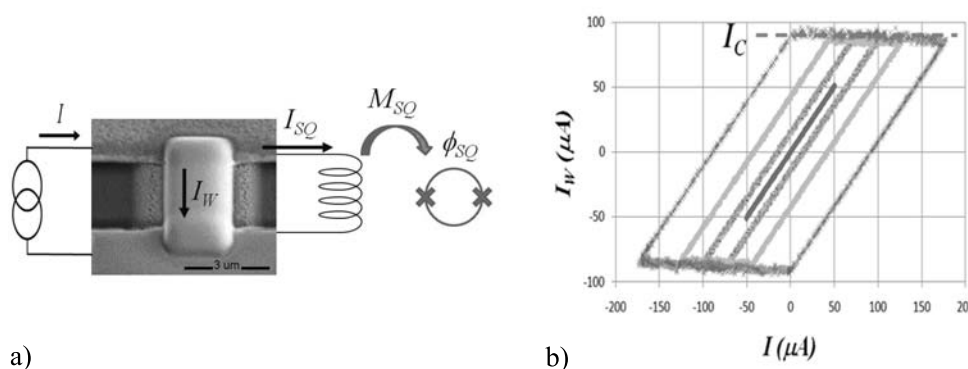 a)
I
I_W
I_SQ
M_SQ
ϕ_SQ
3 um
b)
I_C
I_W (μA)
100
50
0
-50
-100
-200
-150
-100
-50
0
50
100
150
I (μA)